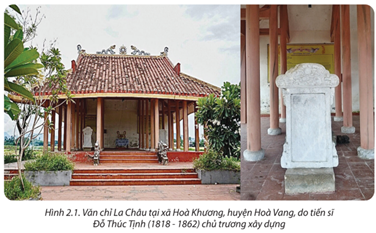 Hình 2.1. Văn chỉ La Châu tại xã Hoà Khương, huyện Hoà Vang, do tiến sĩ
Đỗ Thúc Tịnh (1818 - 1862) chủ trương xây dựng